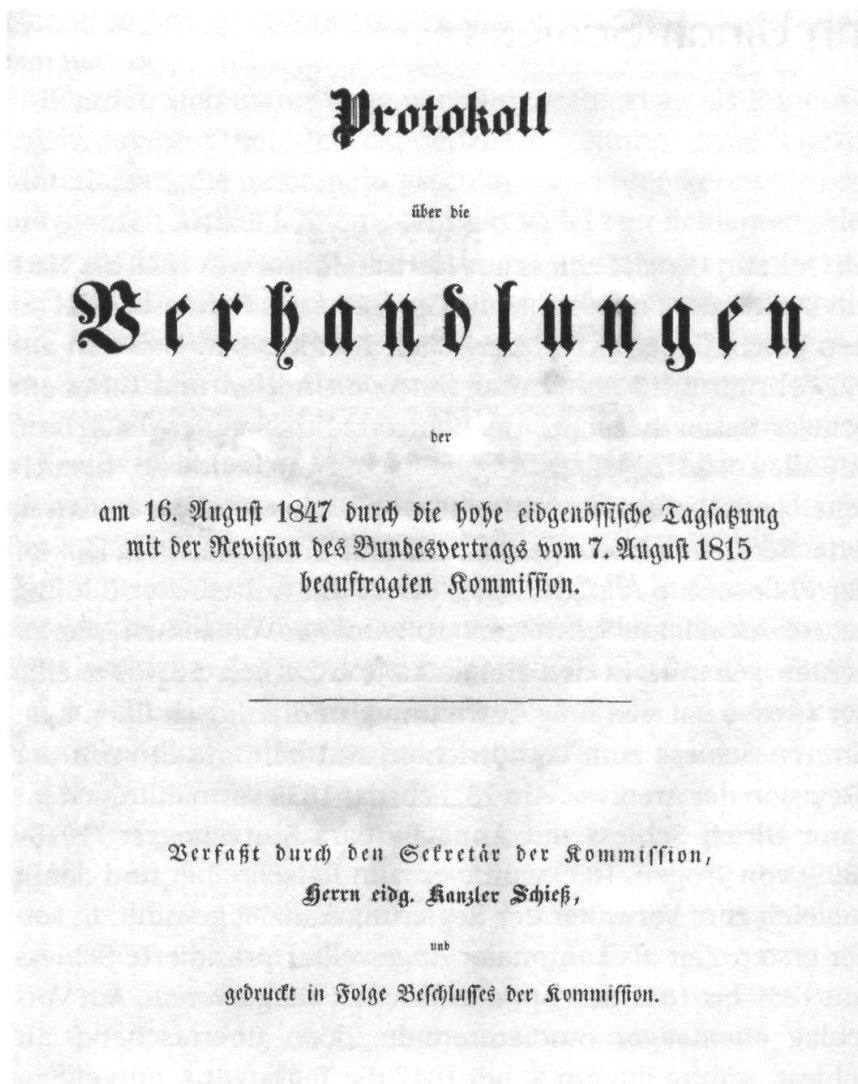 Protokoll
über die
Verhandlungen
der
am 16. August 1847 durch die hohe eidgenössische Tagsatzung
mit der Revision des Bundesvertrags vom 7. August 1815
beauftragten Kommission.
Verfaßt durch den Sekretär der Kommission,
Herrn eidg. Kanzler Schieß,
und
gedruckt in Folge Beschlusses der Kommission.